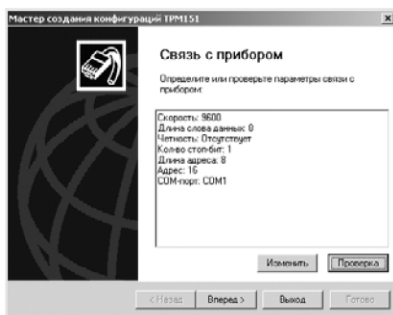 Мастер создания конфигураций ТРМ151
Связь с прибором
Определите или проверьте параметры связи с
прибором:
Скорость: 9600
Длина слова данных: 0
Четность: Отсутствует
Кол-во стоп-бит: 1
Длина адреса: 8
Адрес: 16
COM-порт: COM1
Изменить
Проверка
< Назад
Вперед >
Выход
Готово